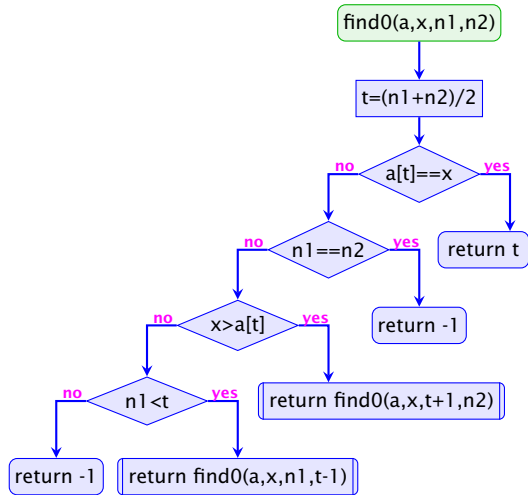 find0(a,x,n1,n2)
t=(n1+n2)/2
a[t]==x
no
yes
return t
n1==n2
no
yes
return -1
x>a[t]
no
yes
return find0(a,x,t+1,n2)
n1<t
no
yes
return -1
return find0(a,x,n1,t-1)